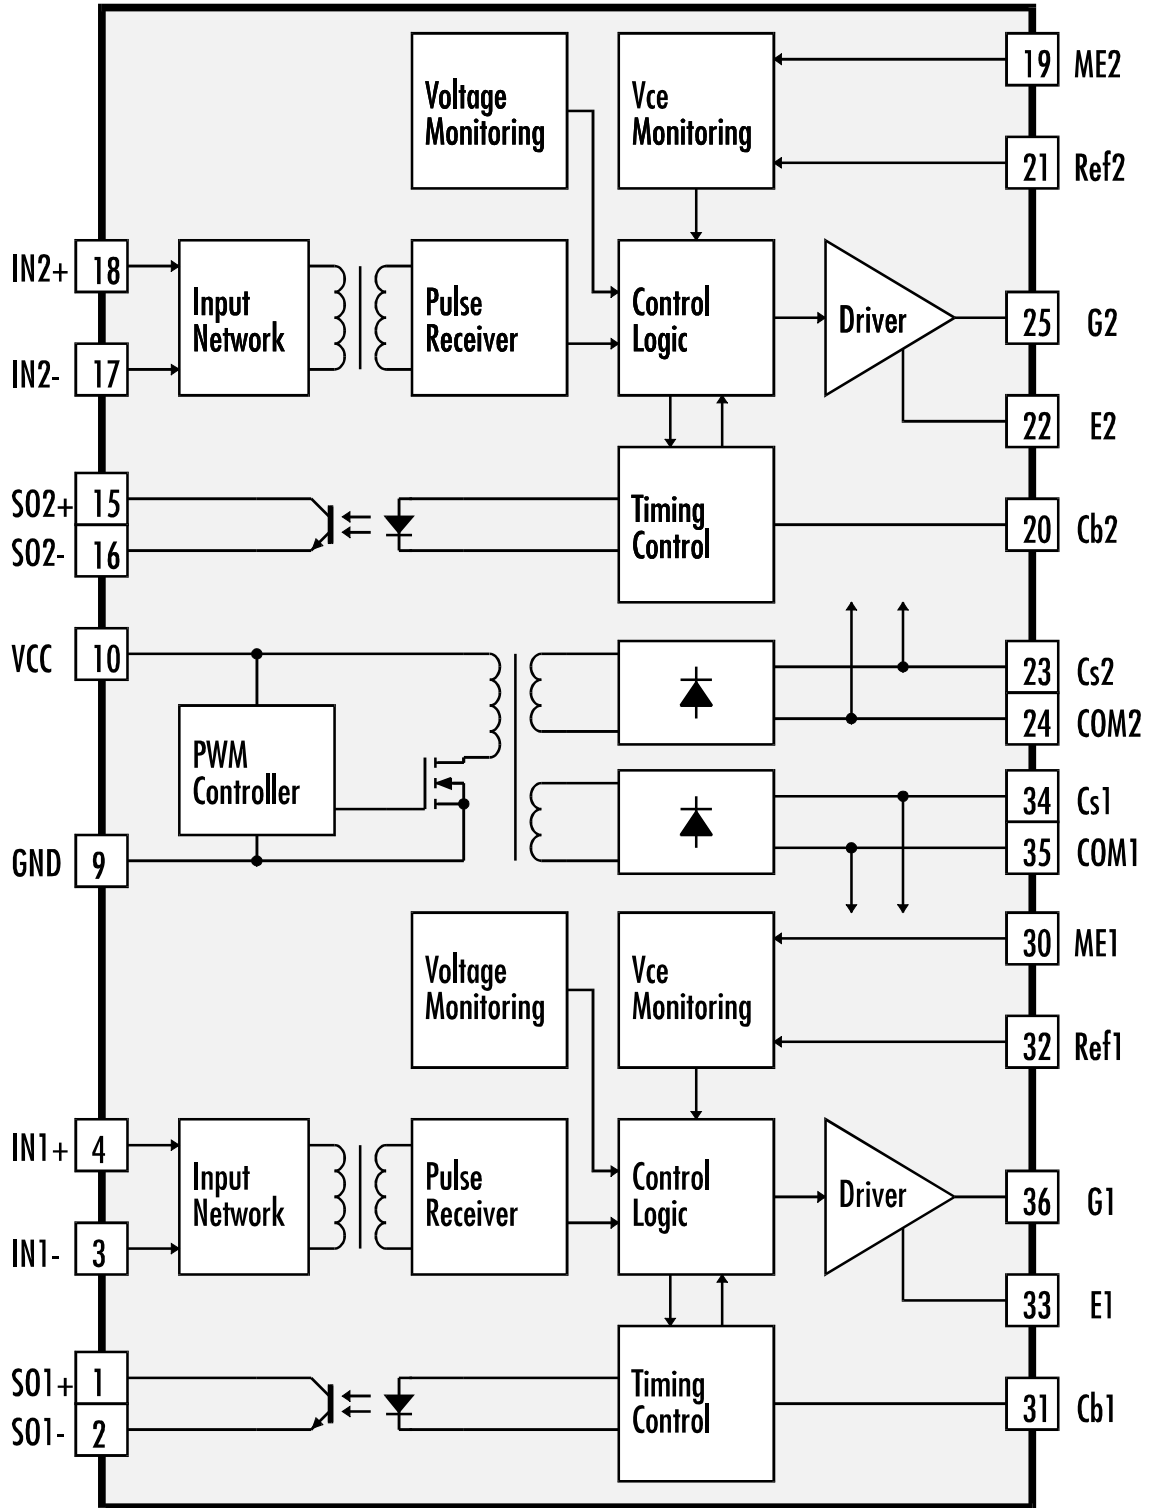 Voltage
Monitoring
Vce
Monitoring
19 ME2
21 Ref2
IN2+ 18
IN2- 17
Input
Network
Pulse
Receiver
Control
Logic
Driver
25 G2
22 E2
SO2+ 15
SO2- 16
Timing
Control
20 Cb2
VCC 10
23 Cs2
24 COM2
PWM
Controller
34 Cs1
35 COM1
GND 9
Voltage
Monitoring
Vce
Monitoring
30 ME1
32 Ref1
IN1+ 4
IN1- 3
Input
Network
Pulse
Receiver
Control
Logic
Driver
36 G1
33 E1
SO1+ 1
SO1- 2
Timing
Control
31 Cb1